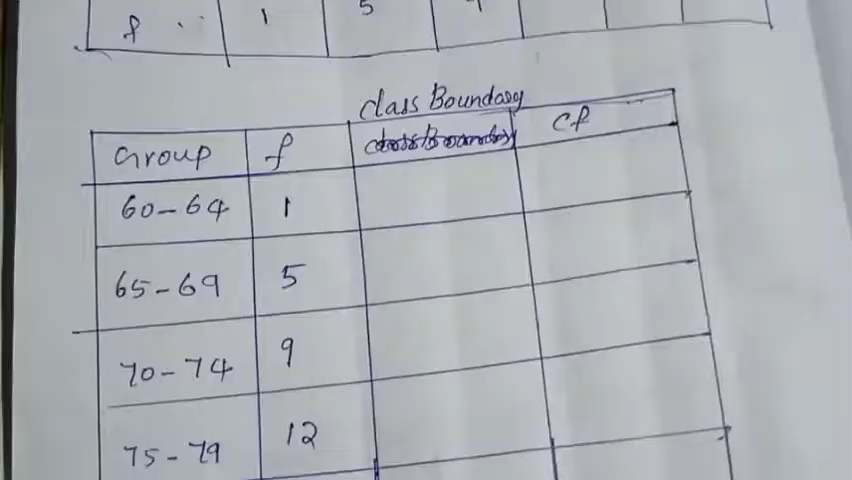 f 1 5
Class Boundary
Group f Cf
60-64 1
65-69 5
70-74 9
75-79 12